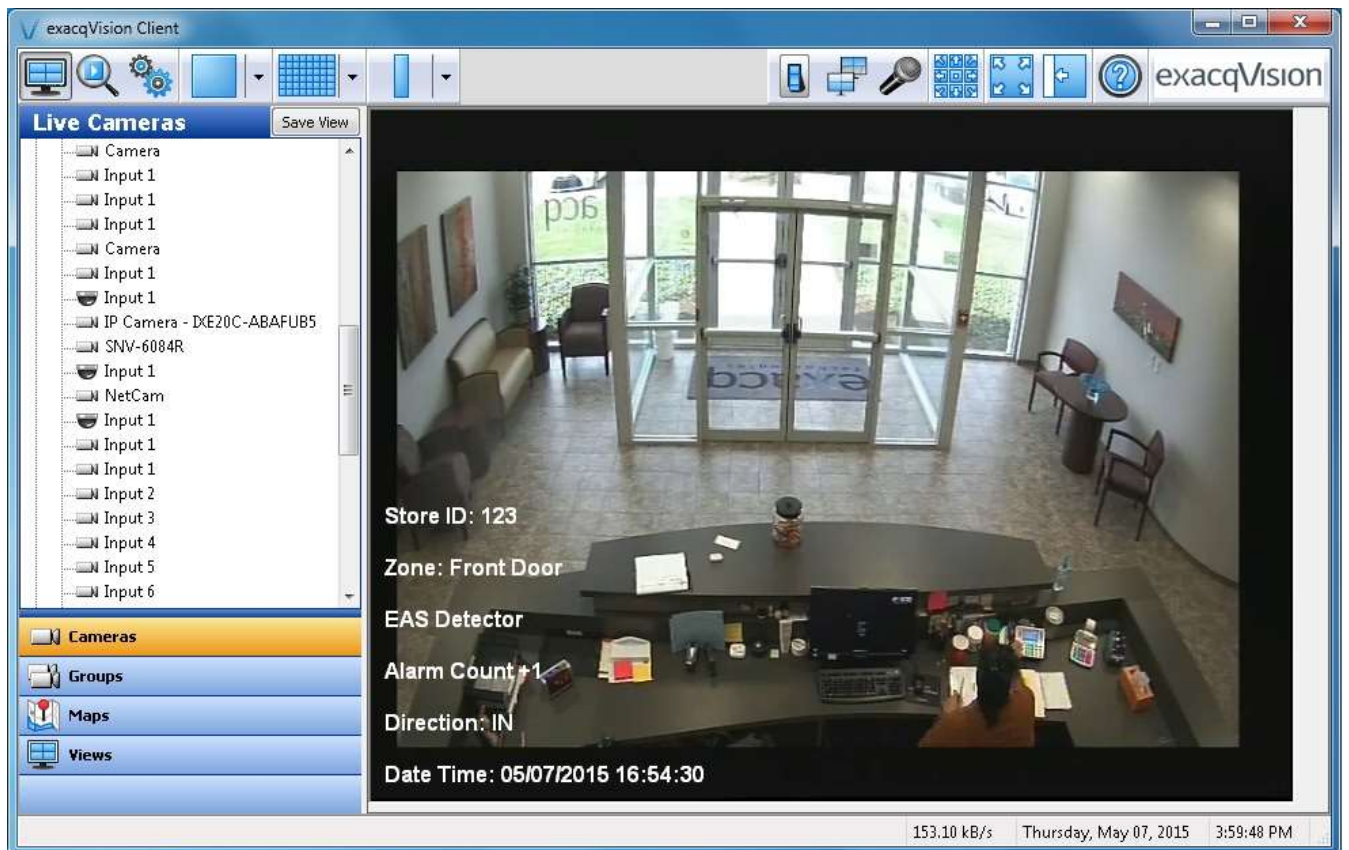 exacqVision Client
exacqVision
Live Cameras
Save View
Camera
Input 1
Input 1
Input 1
Camera
Input 1
Input 1
IP Camera - IXE20C-ABAFUB5
SNV-6084R
Input 1
NetCam
Input 1
Input 1
Input 1
Input 2
Input 3
Input 4
Input 5
Input 6
Cameras
Groups
Maps
Views
acq
exacq
Store ID: 123
Zone: Front Door
EAS Detector
Alarm Count +1
Direction: IN
Date Time: 05/07/2015 16:54:30
153.10 kB/s
Thursday, May 07, 2015
3:59:48 PM